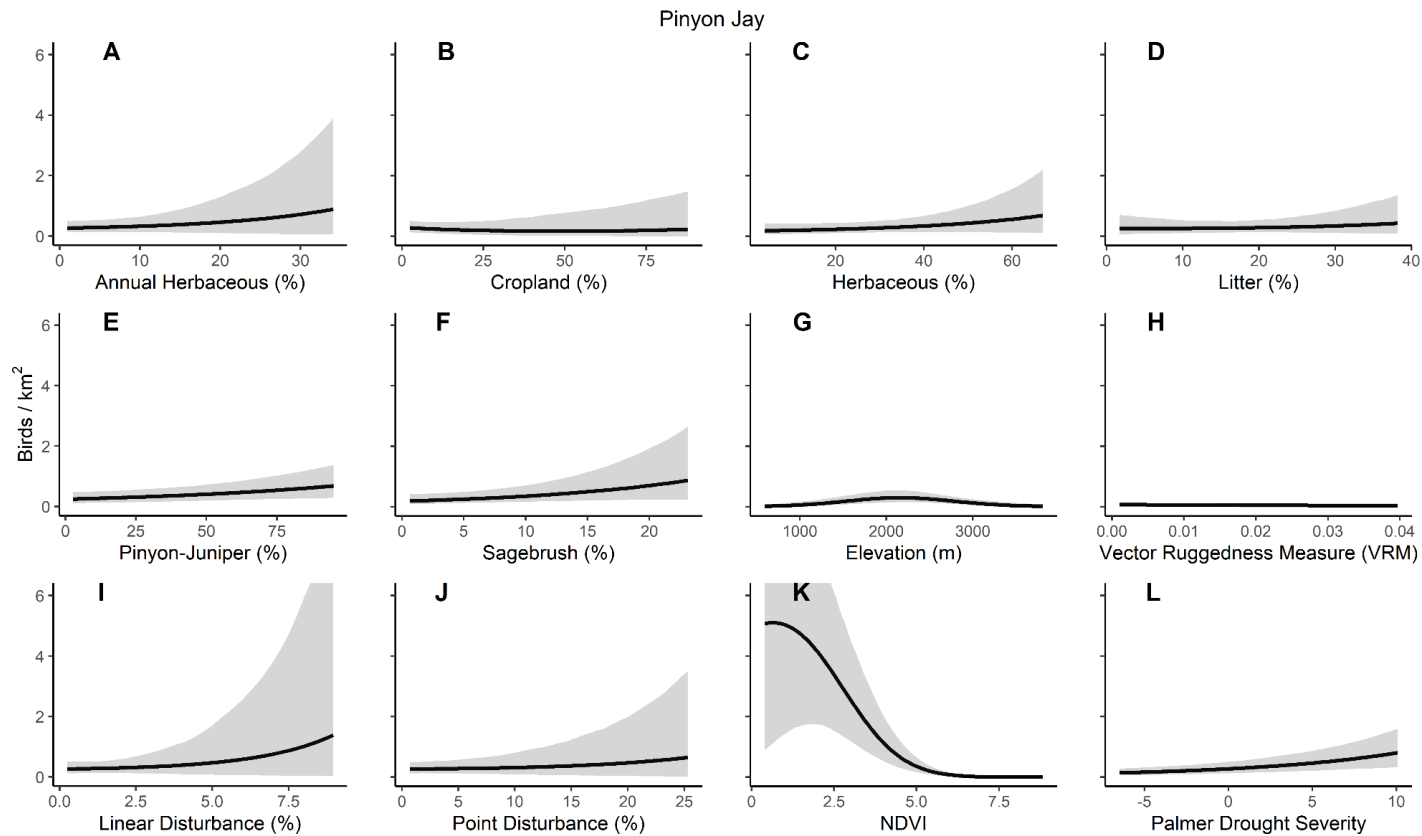 Pinyon Jay
A B C D
6
4
2
0
0 10 20 30 0 25 50 75 20 40 60 0 10 20 30 40
Annual Herbaceous (%) Cropland (%) Herbaceous (%) Litter (%)
E F G H
6
4
2
0
Birds / km²
0 25 50 75 0 5 10 15 20 1000 2000 3000 0.00 0.01 0.02 0.03 0.04
Pinyon-Juniper (%) Sagebrush (%) Elevation (m) Vector Ruggedness Measure (VRM)
I J K L
6
4
2
0
0.0 2.5 5.0 7.5 0 5 10 15 20 25 0 2.5 5.0 7.5 -5 0 5 10
Linear Disturbance (%) Point Disturbance (%) NDVI Palmer Drought Severity